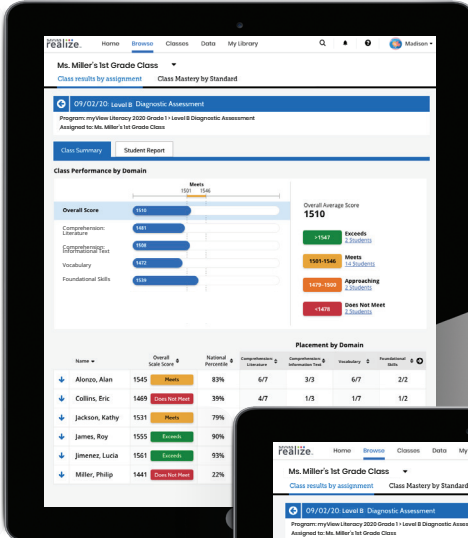 realize. Home Browse Classes Data My Library Madison
Ms. Miller's 1st Grade Class
Class results by assignment Class Mastery by Standard
09/02/20: Level B Diagnostic Assessment
Program: myView Literacy 2020 Grade 1 › Level B Diagnostic Assessment
Assigned to: Ms. Miller's 1st Grade Class
Class Summary Student Report
Class Performance by Domain
Meets
1501 1546
Overall Score 1510
Comprehension: Literature 1461
Comprehension: Informational Text 1508
Vocabulary 1472
Foundational Skills 1539
Overall Average Score
1510
>1547 Exceeds
2 Students
1501-1546 Meets
14 Students
1479-1500 Approaching
2 Students
<1478 Does Not Meet
2 Students
Placement by Domain
Name Overall Scale Score National Percentile Comprehension: Literature Comprehension: Information Text Vocabulary Foundational Skills
Alonzo, Alan 1545 Meets 83% 6/7 3/3 6/7 2/2
Collins, Eric 1469 Does Not Meet 39% 4/7 1/3 1/7 1/2
Jackson, Kathy 1531 Meets 79%
James, Roy 1555 Exceeds 90%
Jimenez, Lucia 1561 Exceeds 93%
Miller, Philip 1441 Does Not Meet 22%
realize. Home Browse Classes Data My
Ms. Miller's 1st Grade Class
Class results by assignment Class Mastery by Standard
09/02/20: Level B Diagnostic Assessment
Program: myView Literacy 2020 Grade 1 › Level B Diagnostic
Assigned to: Ms. Miller's 1st Grade Class